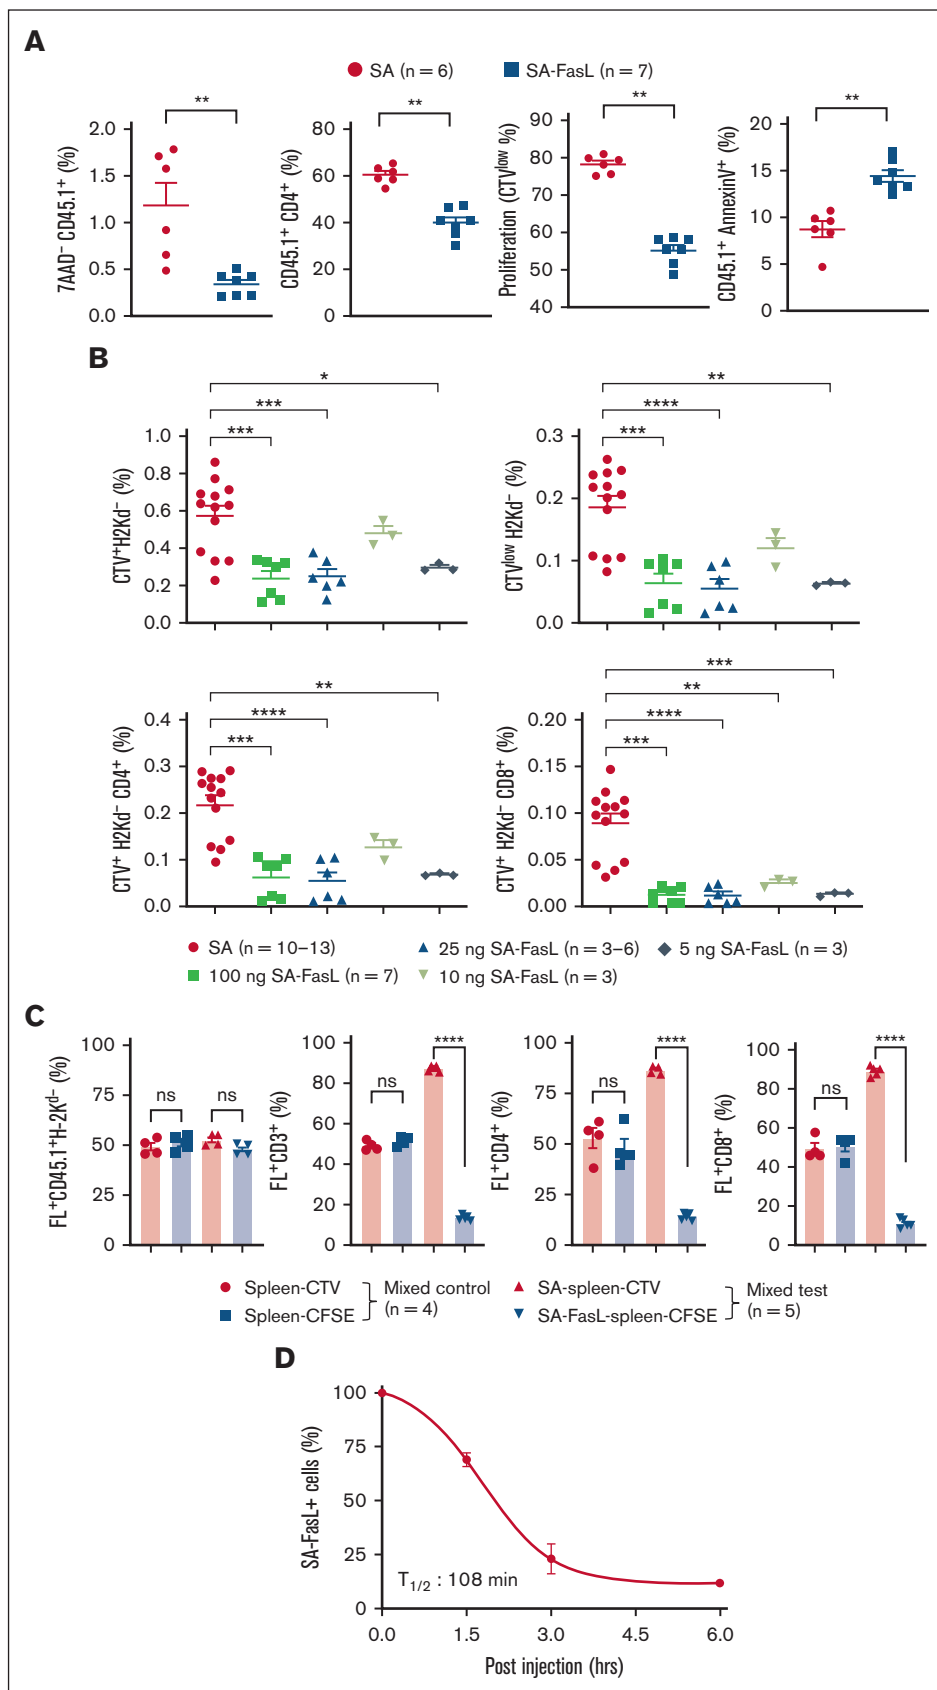 A
SA (n = 6) SA-FasL (n = 7)
** ** ** **
7AAD⁻ CD45.1⁺ (%)
2.0
1.5
1.0
0.5
0.0
CD45.1⁺ CD4⁺ (%)
80
60
40
20
0
Proliferation (CTV^low %)
90
80
70
60
50
40
CD45.1⁺ AnnexinV⁺ (%)
20
15
10
5
0
B
*
***
***
CTV⁺H2Kd⁻ (%)
1.0
0.8
0.6
0.4
0.2
0.0
**
****
***
CTV^low H2Kd⁻ (%)
0.3
0.2
0.1
0.0
**
****
***
CTV⁺ H2Kd⁻ CD4⁺ (%)
0.4
0.3
0.2
0.1
0.0
***
**
****
***
CTV⁺ H2Kd⁻ CD8⁺ (%)
0.20
0.15
0.10
0.05
0.00
SA (n = 10–13) 25 ng SA-FasL (n = 3–6) 5 ng SA-FasL (n = 3)
100 ng SA-FasL (n = 7) 10 ng SA-FasL (n = 3)
C
FL⁺CD45.1⁺H-2K^d⁻ (%)
100
75
50
25
0
ns ns
FL⁺CD3⁺ (%)
100
80
60
40
20
0
ns ****
FL⁺CD4⁺ (%)
100
75
50
25
0
ns ****
FL⁺CD8⁺ (%)
100
80
60
40
20
0
ns ****
Spleen-CTV Mixed control SA-spleen-CTV Mixed test
Spleen-CFSE (n = 4) SA-FasL-spleen-CFSE (n = 5)
D
SA-FasL+ cells (%)
100
75
50
25
0
T₁/₂ : 108 min
0.0 1.5 3.0 4.5 6.0
Post injection (hrs)